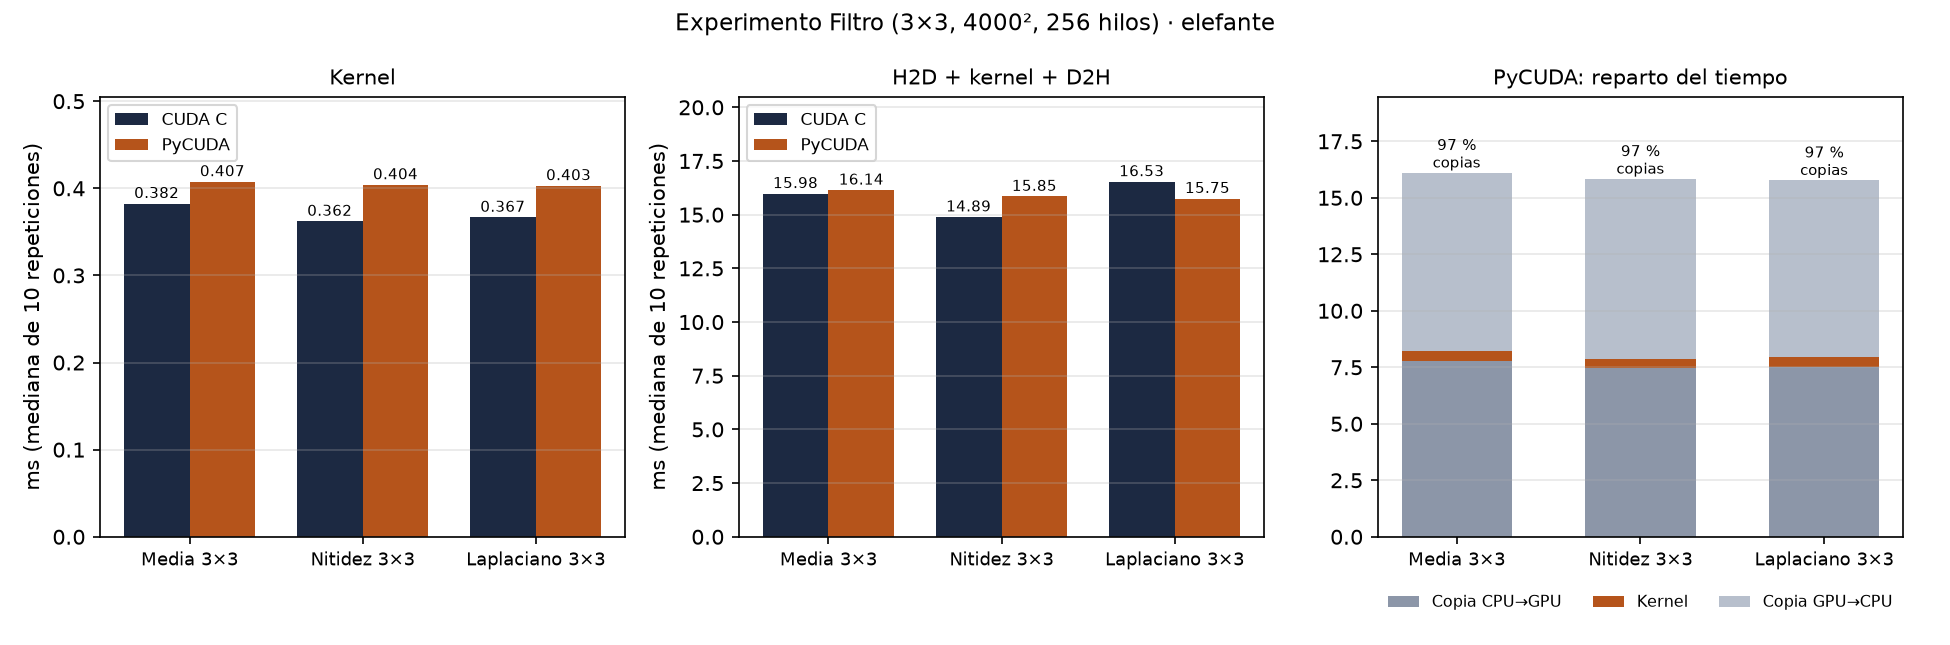 Experimento Filtro (3×3, 4000², 256 hilos) · elefante
Kernel
ms (mediana de 10 repeticiones)
0.5
0.4
0.3
0.2
0.1
0.0
CUDA C
PyCUDA
0.382
0.407
0.362
0.404
0.367
0.403
Media 3×3
Nitidez 3×3
Laplaciano 3×3
H2D + kernel + D2H
ms (mediana de 10 repeticiones)
20.0
17.5
15.0
12.5
10.0
7.5
5.0
2.5
0.0
CUDA C
PyCUDA
15.98
16.14
14.89
15.85
16.53
15.75
Media 3×3
Nitidez 3×3
Laplaciano 3×3
PyCUDA: reparto del tiempo
17.5
15.0
12.5
10.0
7.5
5.0
2.5
0.0
97 %
copias
97 %
copias
97 %
copias
Media 3×3
Nitidez 3×3
Laplaciano 3×3
Copia CPU→GPU
Kernel
Copia GPU→CPU